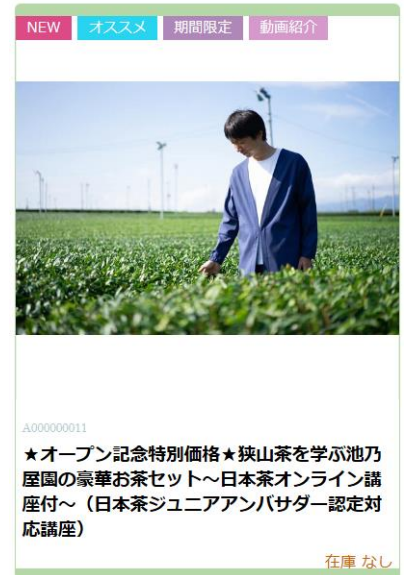 NEW オススメ 期間限定 動画紹介
A000000011
★オープン記念特別価格★狭山茶を学ぶ池乃
屋園の豪華お茶セット～日本茶オンライン講
座付～（日本茶ジュニアアンバサダー認定対
応講座）
在庫 なし